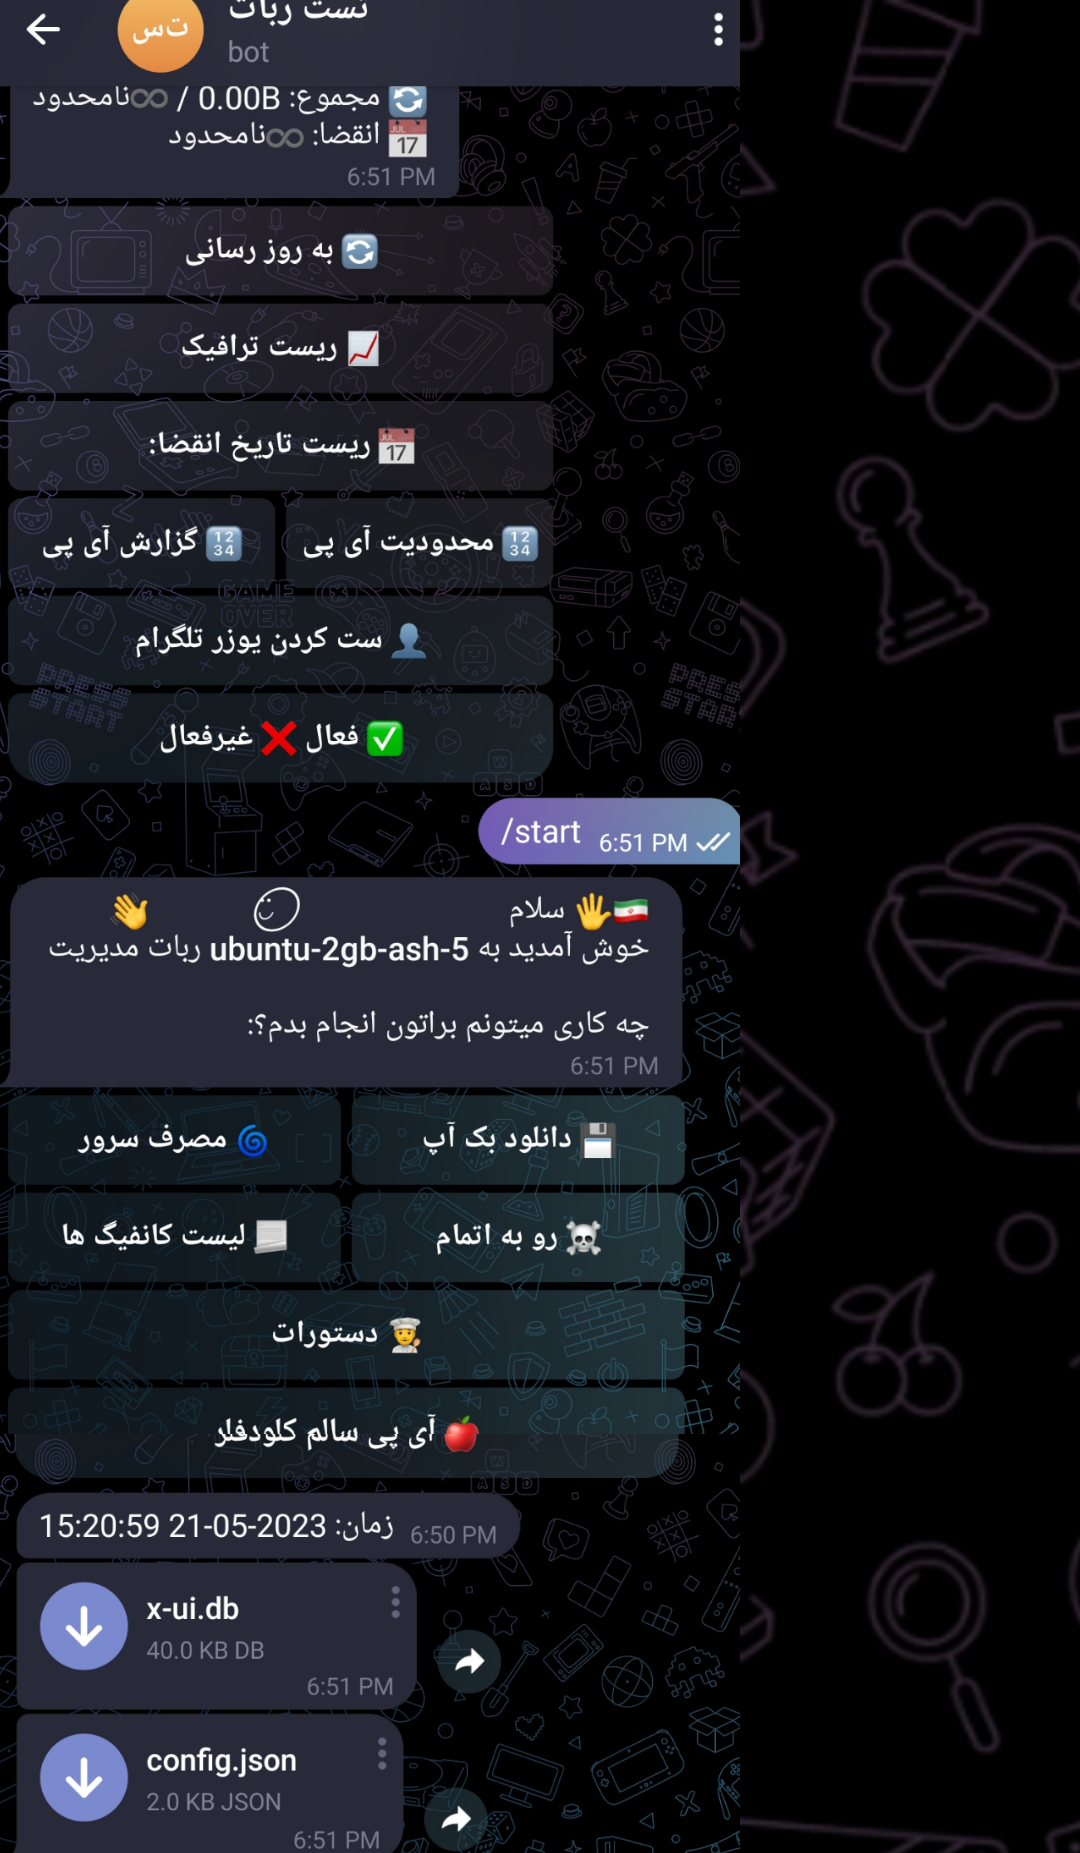 تست ربات
تس
bot
🔄 مجموع: 0.00B / ♾نامحدود
📅 انقضا: ♾نامحدود
6:51 PM
🔄 به روز رسانی
📈 ریست ترافیک
📅 ریست تاریخ انقضا:
🔢 محدودیت آی پی
🔢 گزارش آی پی
👤 ست کردن یوزر تلگرام
✅ فعال ❌ غیرفعال
/start 6:51 PM
🇮🇷🖐 سلام 👋
خوش آمدید به ubuntu-2gb-ash-5 ربات مدیریت
چه کاری میتونم براتون انجام بدم؟:
6:51 PM
💾 دانلود بک آپ
🌀 مصرف سرور
☠️ رو به اتمام
📃 لیست کانفیگ ها
👨‍🍳 دستورات
🍎 آی پی سالم کلودفلر
زمان: 2023-05-21 15:20:59 6:50 PM
x-ui.db
40.0 KB DB
6:51 PM
config.json
2.0 KB JSON
6:51 PM
GAME OVER
PRESS START